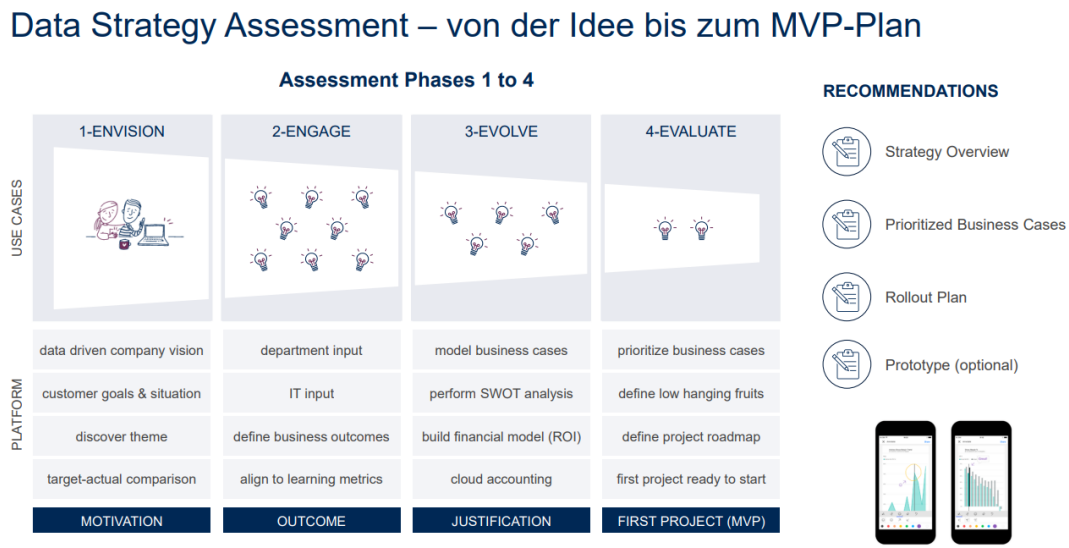 Data Strategy Assessment – von der Idee bis zum MVP-Plan
Assessment Phases 1 to 4
RECOMMENDATIONS
USE CASES
1-ENVISION
2-ENGAGE
3-EVOLVE
4-EVALUATE
Strategy Overview
Prioritized Business Cases
Rollout Plan
Prototype (optional)
PLATFORM
data driven company vision
department input
model business cases
prioritize business cases
customer goals & situation
IT input
perform SWOT analysis
define low hanging fruits
discover theme
define business outcomes
build financial model (ROI)
define project roadmap
target-actual comparison
align to learning metrics
cloud accounting
first project ready to start
MOTIVATION
OUTCOME
JUSTIFICATION
FIRST PROJECT (MVP)